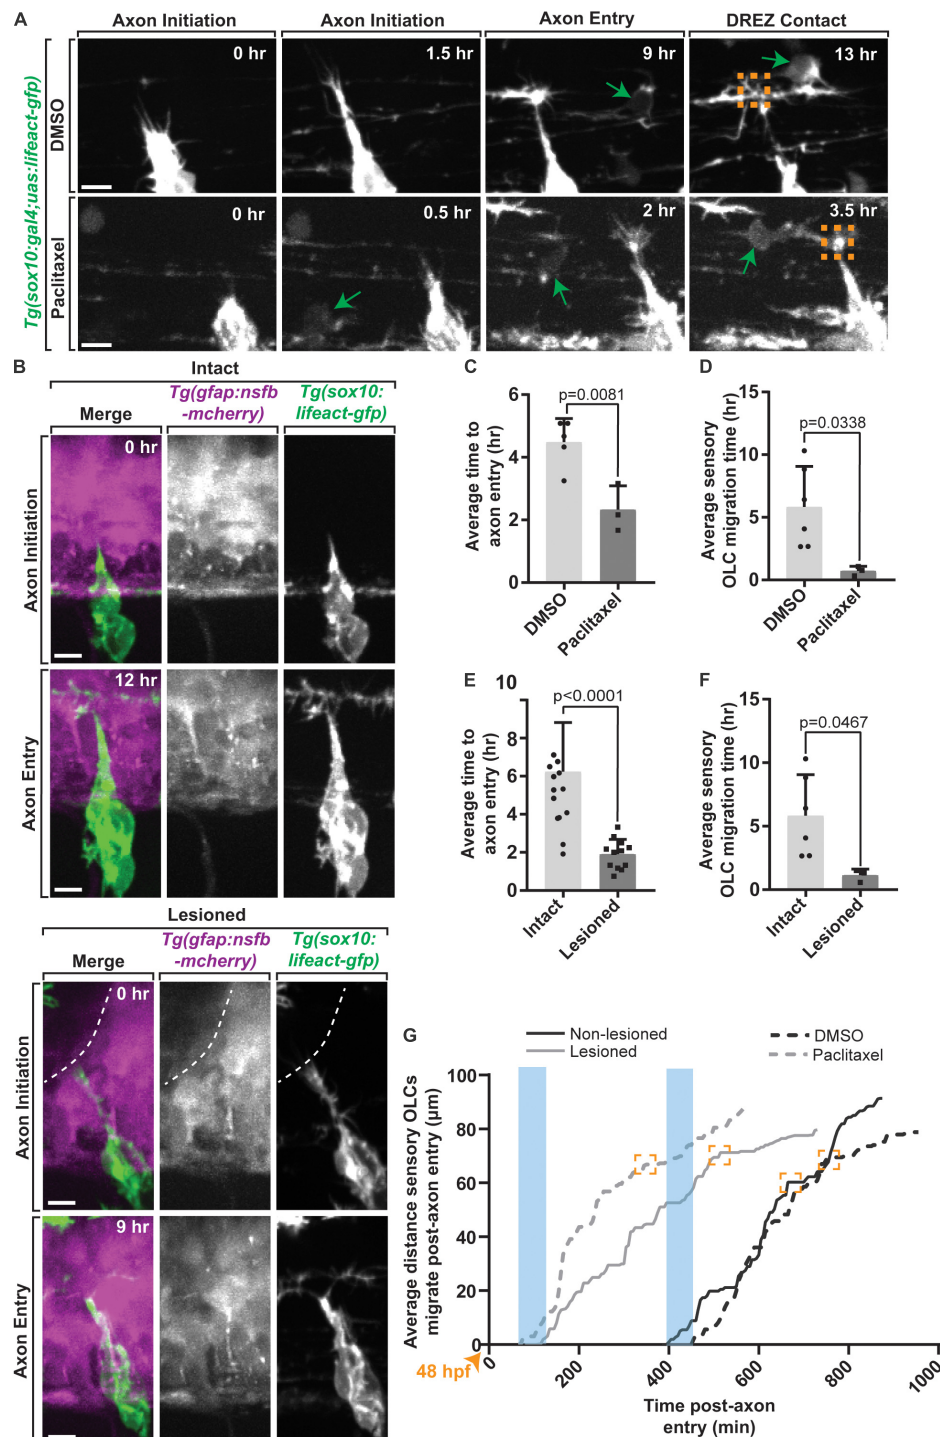 A
Axon Initiation
Axon Initiation
Axon Entry
DREZ Contact
Tg(sox10:gal4;uas:lifeact-gfp)
DMSO
0 hr
1.5 hr
9 hr
13 hr
Paclitaxel
0 hr
0.5 hr
2 hr
3.5 hr
B
Intact
Merge
Tg(gfap:nsfb
-mcherry)
Tg(sox10:
lifeact-gfp)
Axon Initiation
0 hr
Axon Entry
12 hr
Lesioned
Merge
Tg(gfap:nsfb
-mcherry)
Tg(sox10:
lifeact-gfp)
Axon Initiation
0 hr
Axon Entry
9 hr
C
Average time to
axon entry (hr)
6
4
2
0
p=0.0081
DMSO
Paclitaxel
D
Average sensory
OLC migration time (hr)
15
10
5
0
p=0.0338
DMSO
Paclitaxel
E
Average time to
axon entry (hr)
10
8
6
4
2
0
p<0.0001
Intact
Lesioned
F
Average sensory
OLC migration time (hr)
15
10
5
0
p=0.0467
Intact
Lesioned
G
Non-lesioned
Lesioned
DMSO
Paclitaxel
Average distance sensory OLCs
migrate post-axon entry (µm)
100
80
60
40
20
0
48 hpf
0
200
400
600
800
1000
Time post-axon
entry (min)